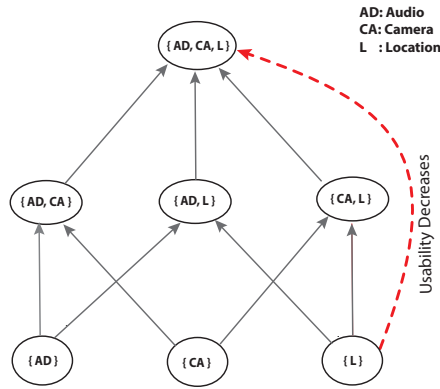 AD: Audio
CA: Camera
L : Location
{ AD, CA, L }
{ AD, CA }
{ AD, L }
{ CA, L }
Usability Decreases
{ AD }
{ CA }
{ L }